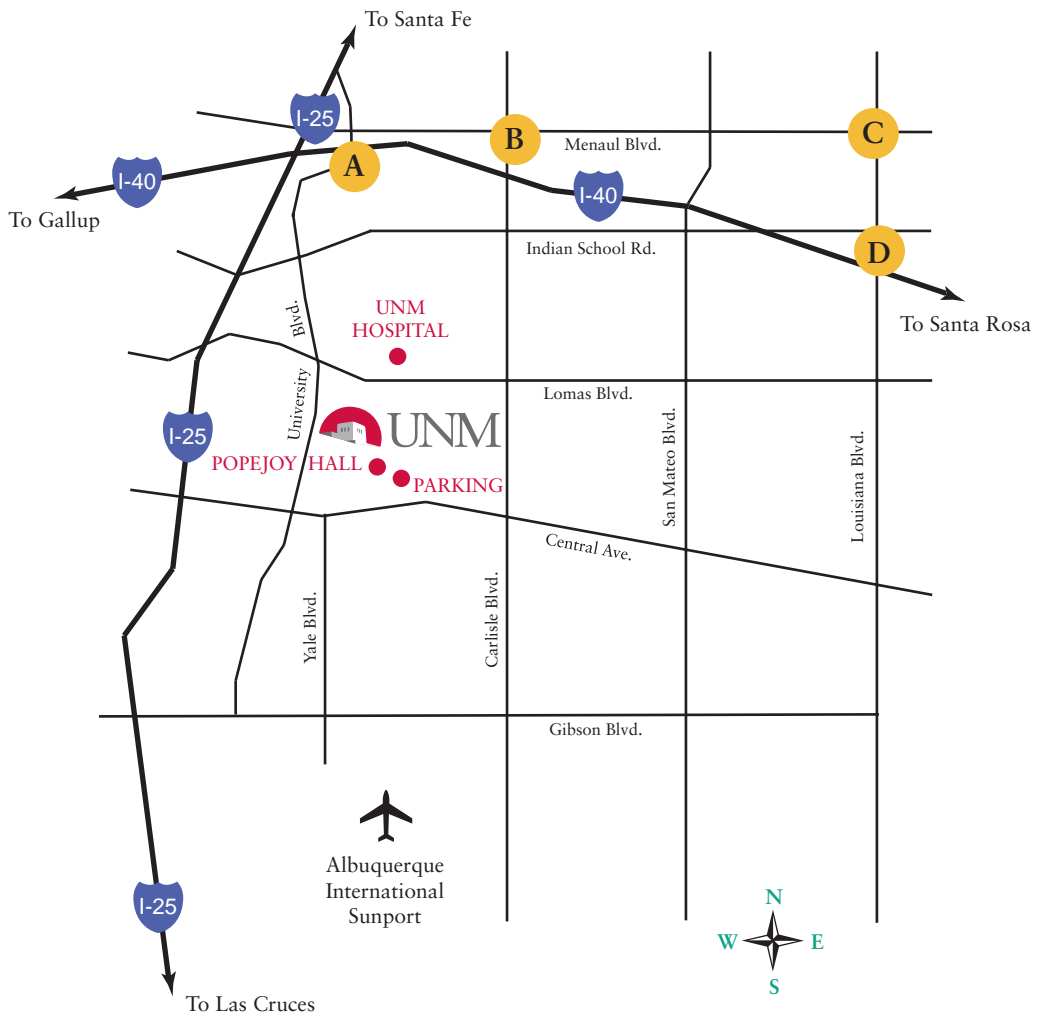 To Santa Fe
I-25
B
C
Menaul Blvd.
A
I-40
I-40
To Gallup
Indian School Rd.
D
UNM
HOSPITAL
Blvd.
To Santa Rosa
Lomas Blvd.
University
UNM
I-25
San Mateo Blvd.
Louisiana Blvd.
POPEJOY HALL
PARKING
Central Ave.
Yale Blvd.
Carlisle Blvd.
Gibson Blvd.
Albuquerque
International
Sunport
I-25
N
W E
S
To Las Cruces